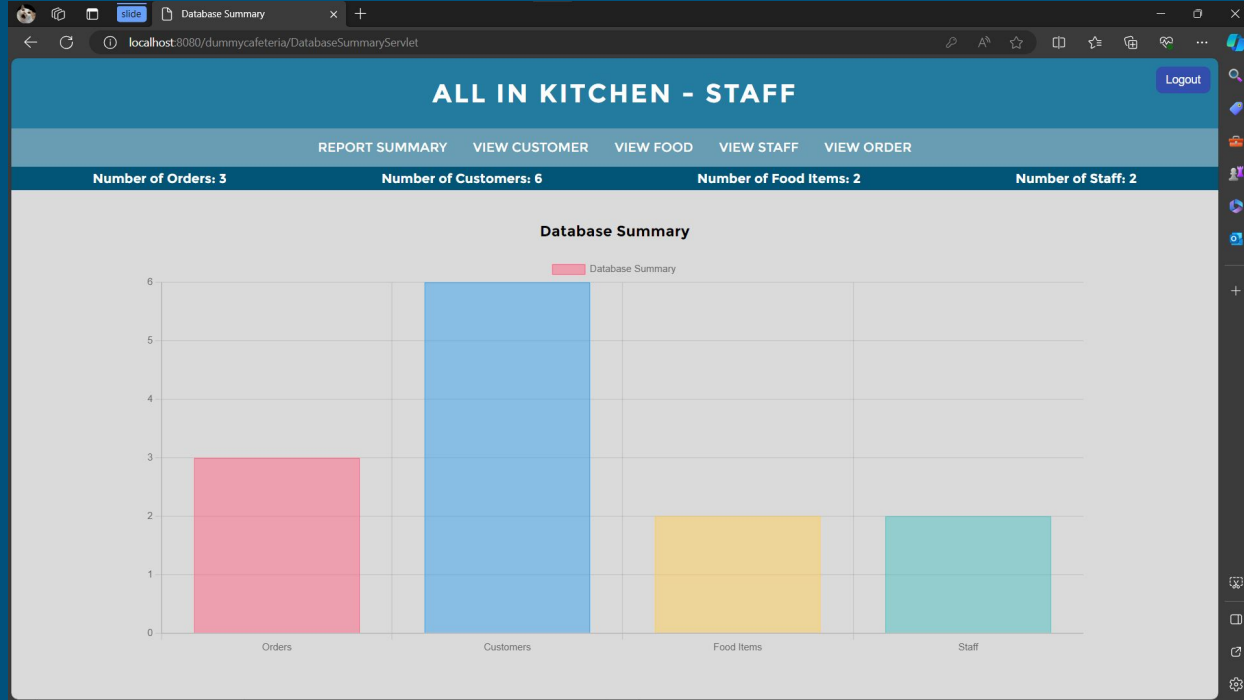 slide Database Summary
localhost:8080/dummycafeteria/DatabaseSummaryServlet
ALL IN KITCHEN - STAFF
Logout
REPORT SUMMARY VIEW CUSTOMER VIEW FOOD VIEW STAFF VIEW ORDER
Number of Orders: 3 Number of Customers: 6 Number of Food Items: 2 Number of Staff: 2
Database Summary
Database Summary
6
5
4
3
2
1
0
Orders Customers Food Items Staff